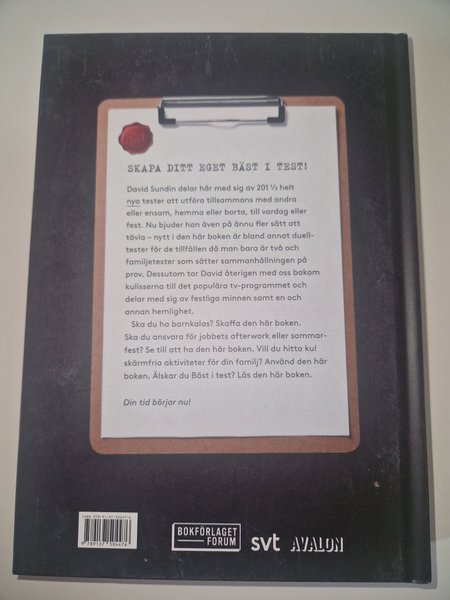 SKAPA DITT EGET BÄST I TEST!
David Sundin delar här med sig av 201 ½ helt
nya tester att utföra tillsammans med andra
eller ensam, hemma eller borta, till vardag eller
fest. Nu bjuder han även på ännu fler sätt att
tävla – nytt i den här boken är bland annat duell-
tester för de tillfällen då man bara är två och
familjetester som sätter sammanhållningen på
prov. Dessutom tar David återigen med oss bakom
kulisserna till det populära tv-programmet och
delar med sig av festliga minnen samt en och
annan hemlighet.
Ska du ha barnkalas? Skaffa den här boken.
Ska du ansvara för jobbets afterwork eller sommar-
fest? Se till att ha den här boken. Vill du hitta kul
skärmfria aktiviteter för din familj? Använd den här
boken. Älskar du Bäst i test? Läs den här boken.
Din tid börjar nu!
9 789137 504476
BOKFÖRLAGET
FORUM
svt
AVALON